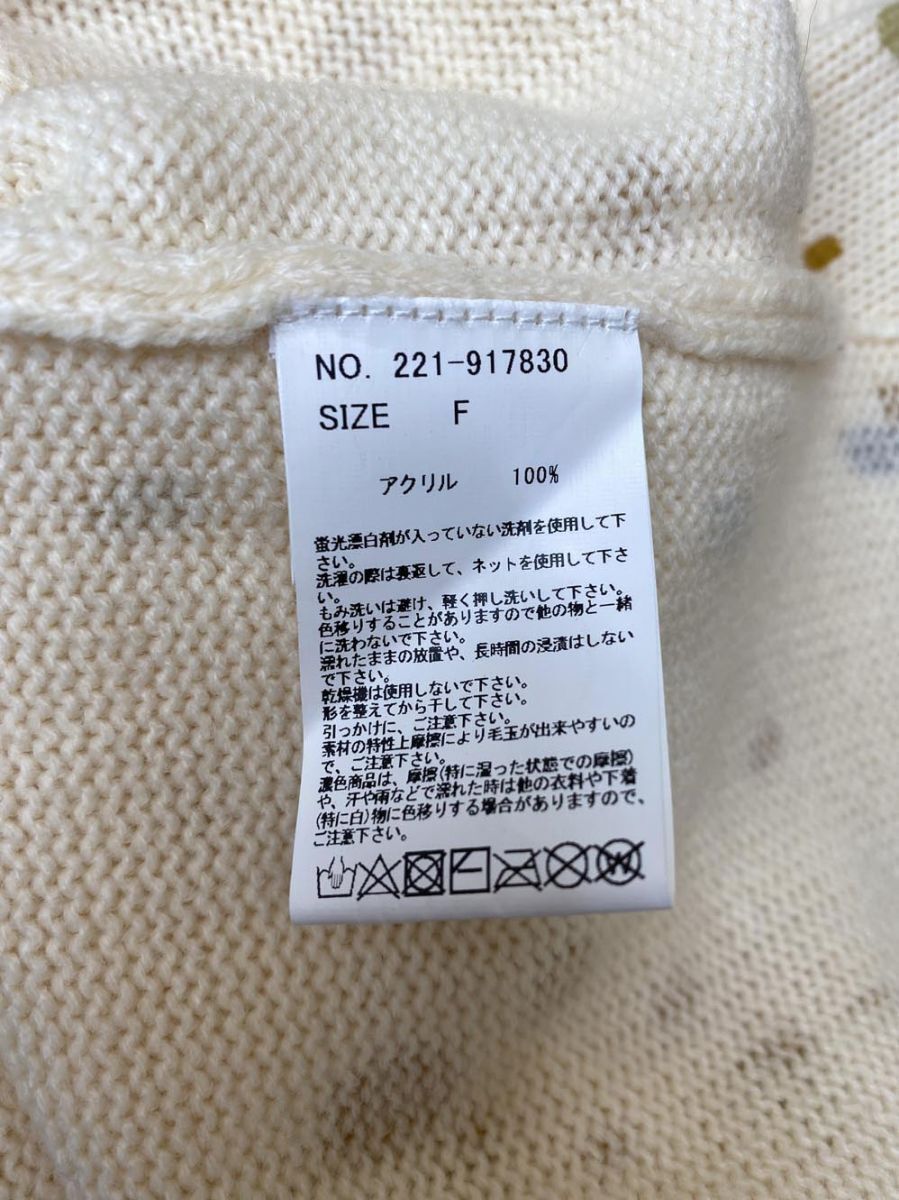 NO. 221-917830
SIZE F
アクリル 100%
蛍光漂白剤が入っていない洗剤を使用して下
さい。
洗濯の際は裏返して、ネットを使用して下さ
い。
もみ洗いは避け、軽く押し洗いして下さい。
色移りすることがありますので他の物と一緒
に洗わないで下さい。
濡れたままの放置や、長時間の浸漬はしない
で下さい。
乾燥機は使用しないで下さい。
形を整えてから干して下さい。
引っかけに、ご注意下さい。
素材の特性上摩擦により毛玉が出来やすいの
で、ご注意下さい。
濃色商品は、摩擦(特に湿った状態での摩擦)
や、汗や雨などで濡れた時は他の衣料や下着
(特に白)物に色移りする場合がありますので、
ご注意下さい。
W